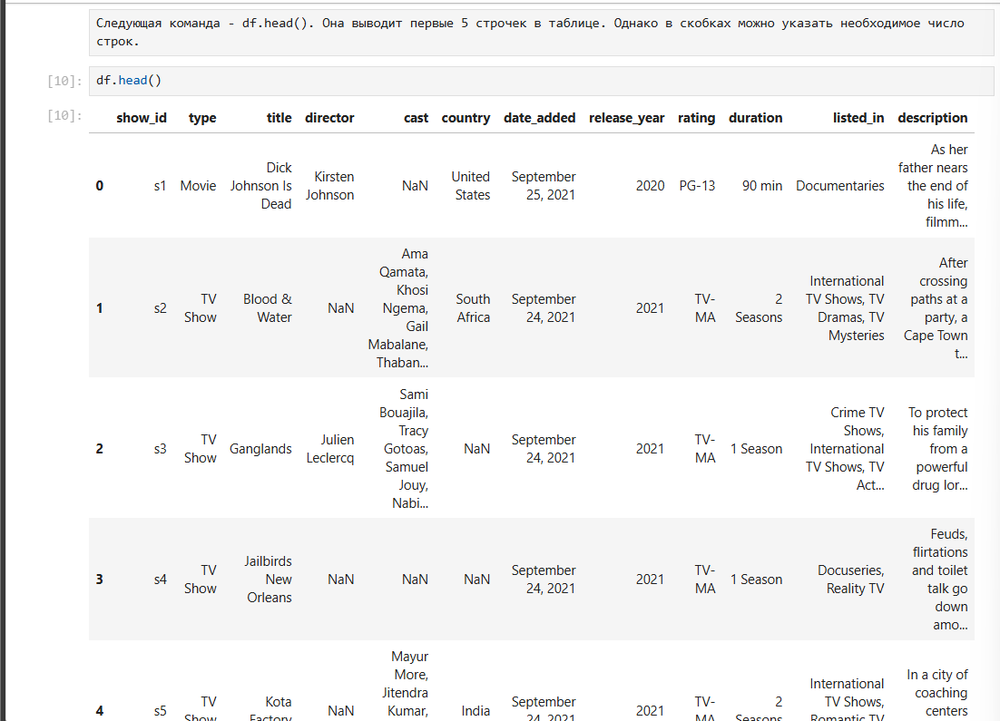 Следующая команда - df.head(). Она выводит первые 5 строчек в таблице. Однако в скобках можно указать необходимое число
строк.
[10]: df.head()
[10]:
show_id type title director cast country date_added release_year rating duration listed_in description
0 s1 Movie Dick Johnson Is Dead Kirsten Johnson NaN United States September 25, 2021 2020 PG-13 90 min Documentaries As her father nears the end of his life, filmm...
1 s2 TV Show Blood & Water NaN Ama Qamata, Khosi Ngema, Gail Mabalane, Thaban... South Africa September 24, 2021 2021 TV-MA 2 Seasons International TV Shows, TV Dramas, TV Mysteries After crossing paths at a party, a Cape Town t...
2 s3 TV Show Ganglands Julien Leclercq Sami Bouajila, Tracy Gotoas, Samuel Jouy, Nabi... NaN September 24, 2021 2021 TV-MA 1 Season Crime TV Shows, International TV Shows, TV Act... To protect his family from a powerful drug lor...
3 s4 TV Show Jailbirds New Orleans NaN NaN NaN September 24, 2021 2021 TV-MA 1 Season Docuseries, Reality TV Feuds, flirtations and toilet talk go down amo...
4 s5 TV Show Kota Factory NaN Mayur More, Jitendra Kumar, India September 24, 2021 2021 TV-MA 2 Seasons International TV Shows, Romantic TV In a city of coaching centers